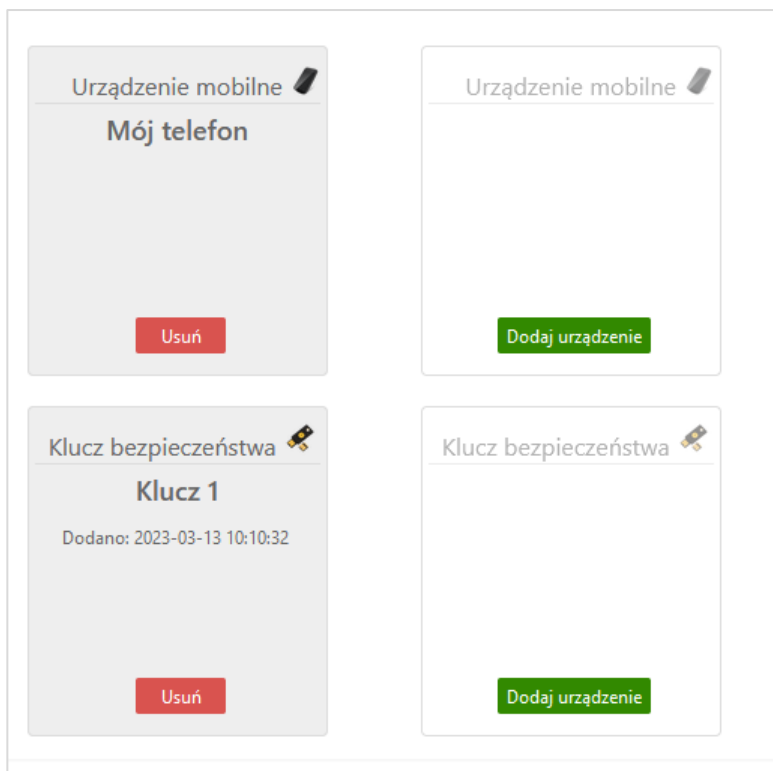 Urządzenie mobilne
Mój telefon
Usuń
Urządzenie mobilne
Dodaj urządzenie
Klucz bezpieczeństwa
Klucz 1
Dodano: 2023-03-13 10:10:32
Usuń
Klucz bezpieczeństwa
Dodaj urządzenie